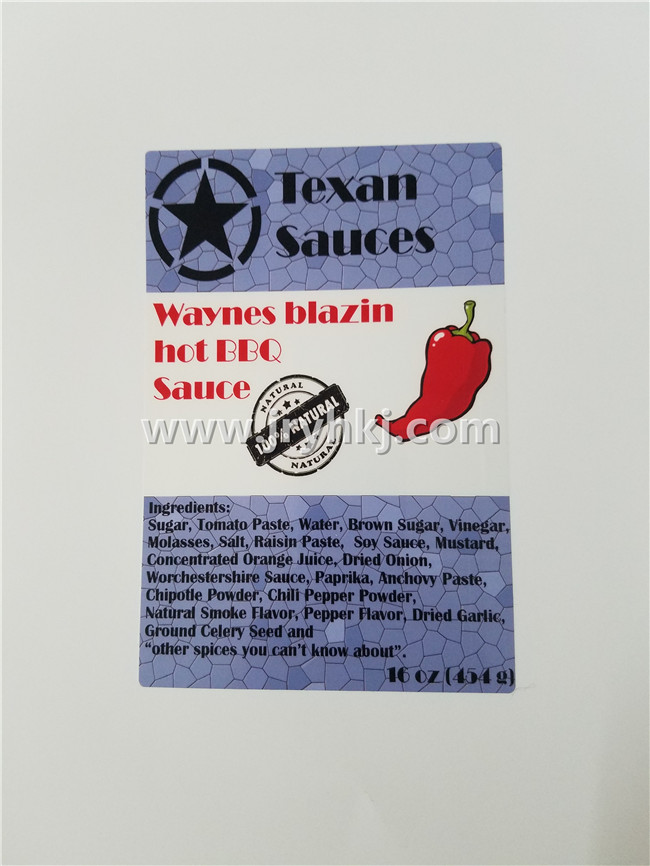 Texan
Sauces
Waynes blazin
hot BBQ
Sauce
NATURAL
100% NATURAL
NATURAL
www.jryhkj.com
Ingredients:
Sugar, Tomato Paste, Water, Brown Sugar, Vinegar,
Molasses, Salt, Raisin Paste, Soy Sauce, Mustard,
Concentrated Orange Juice, Dried Onion,
Worchestershire Sauce, Paprika, Anchovy Paste,
Chipotle Powder, Chili Pepper Powder,
Natural Smoke Flavor, Pepper Flavor, Dried Garlic,
Ground Celery Seed and
“other spices you can’t know about”.
16 oz (454 g)